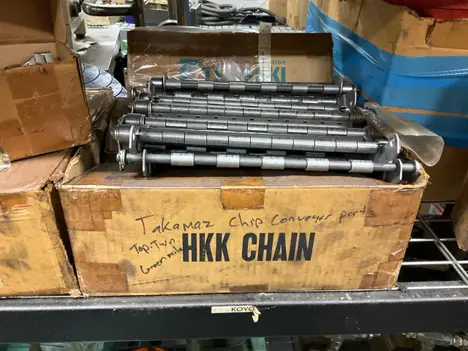 Takamaz Chip Conveyor parts
Top-Turn
HKK CHAIN
KOYO